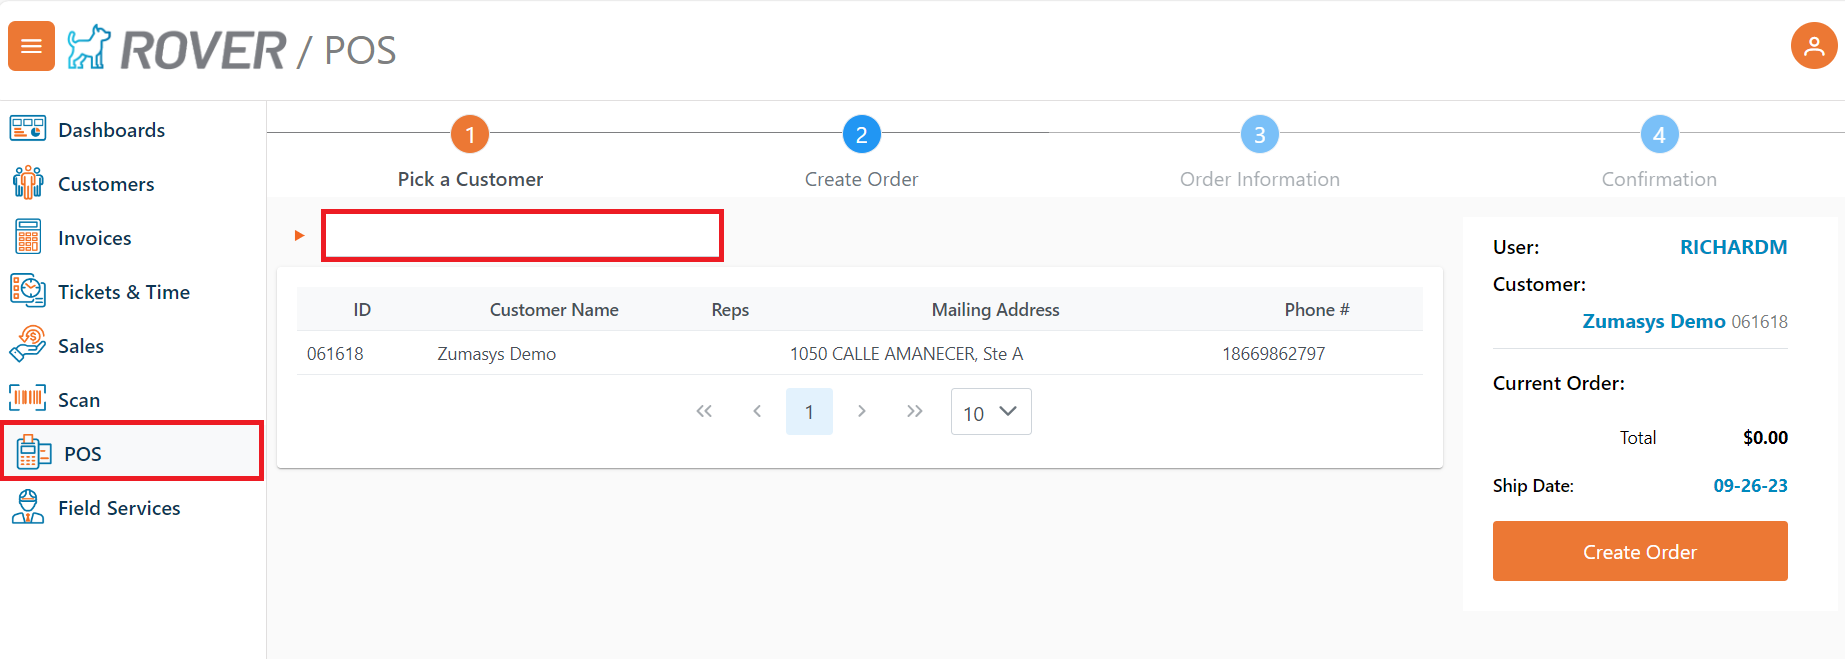 ROVER / POS
Dashboards
Customers
Invoices
Tickets & Time
Sales
Scan
POS
Field Services
1 2 3 4
Pick a Customer Create Order Order Information Confirmation
ID Customer Name Reps Mailing Address Phone #
061618 Zumasys Demo 1050 CALLE AMANECER, Ste A 18669862797
1 10
User: RICHARDM
Customer:
Zumasys Demo 061618
Current Order:
Total $0.00
Ship Date: 09-26-23
Create Order